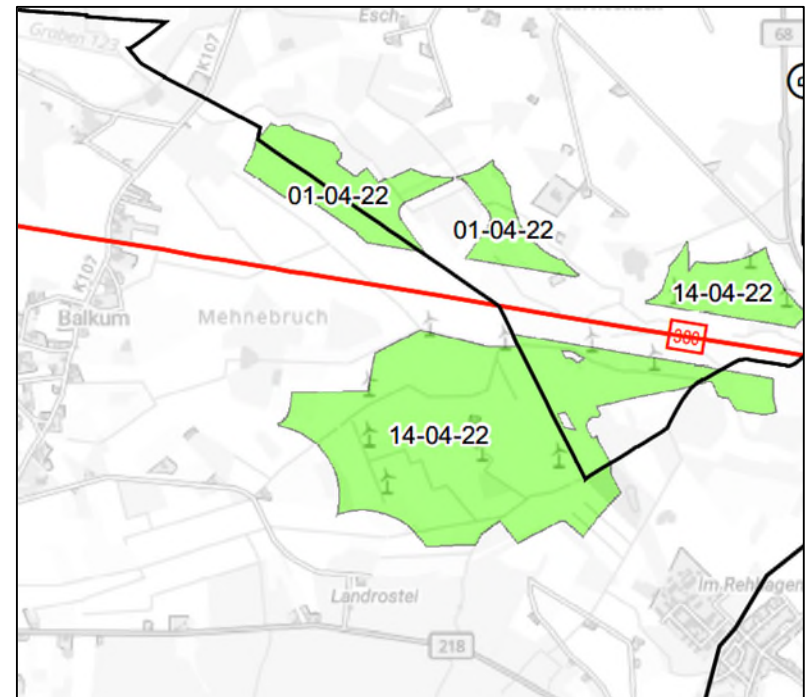 Esch-
Graben 123
K107
68
01-04-22
01-04-22
14-04-22
K107
Balkum
Mehnebruch
380
14-04-22
Im Rehhagen
Landrostei
218